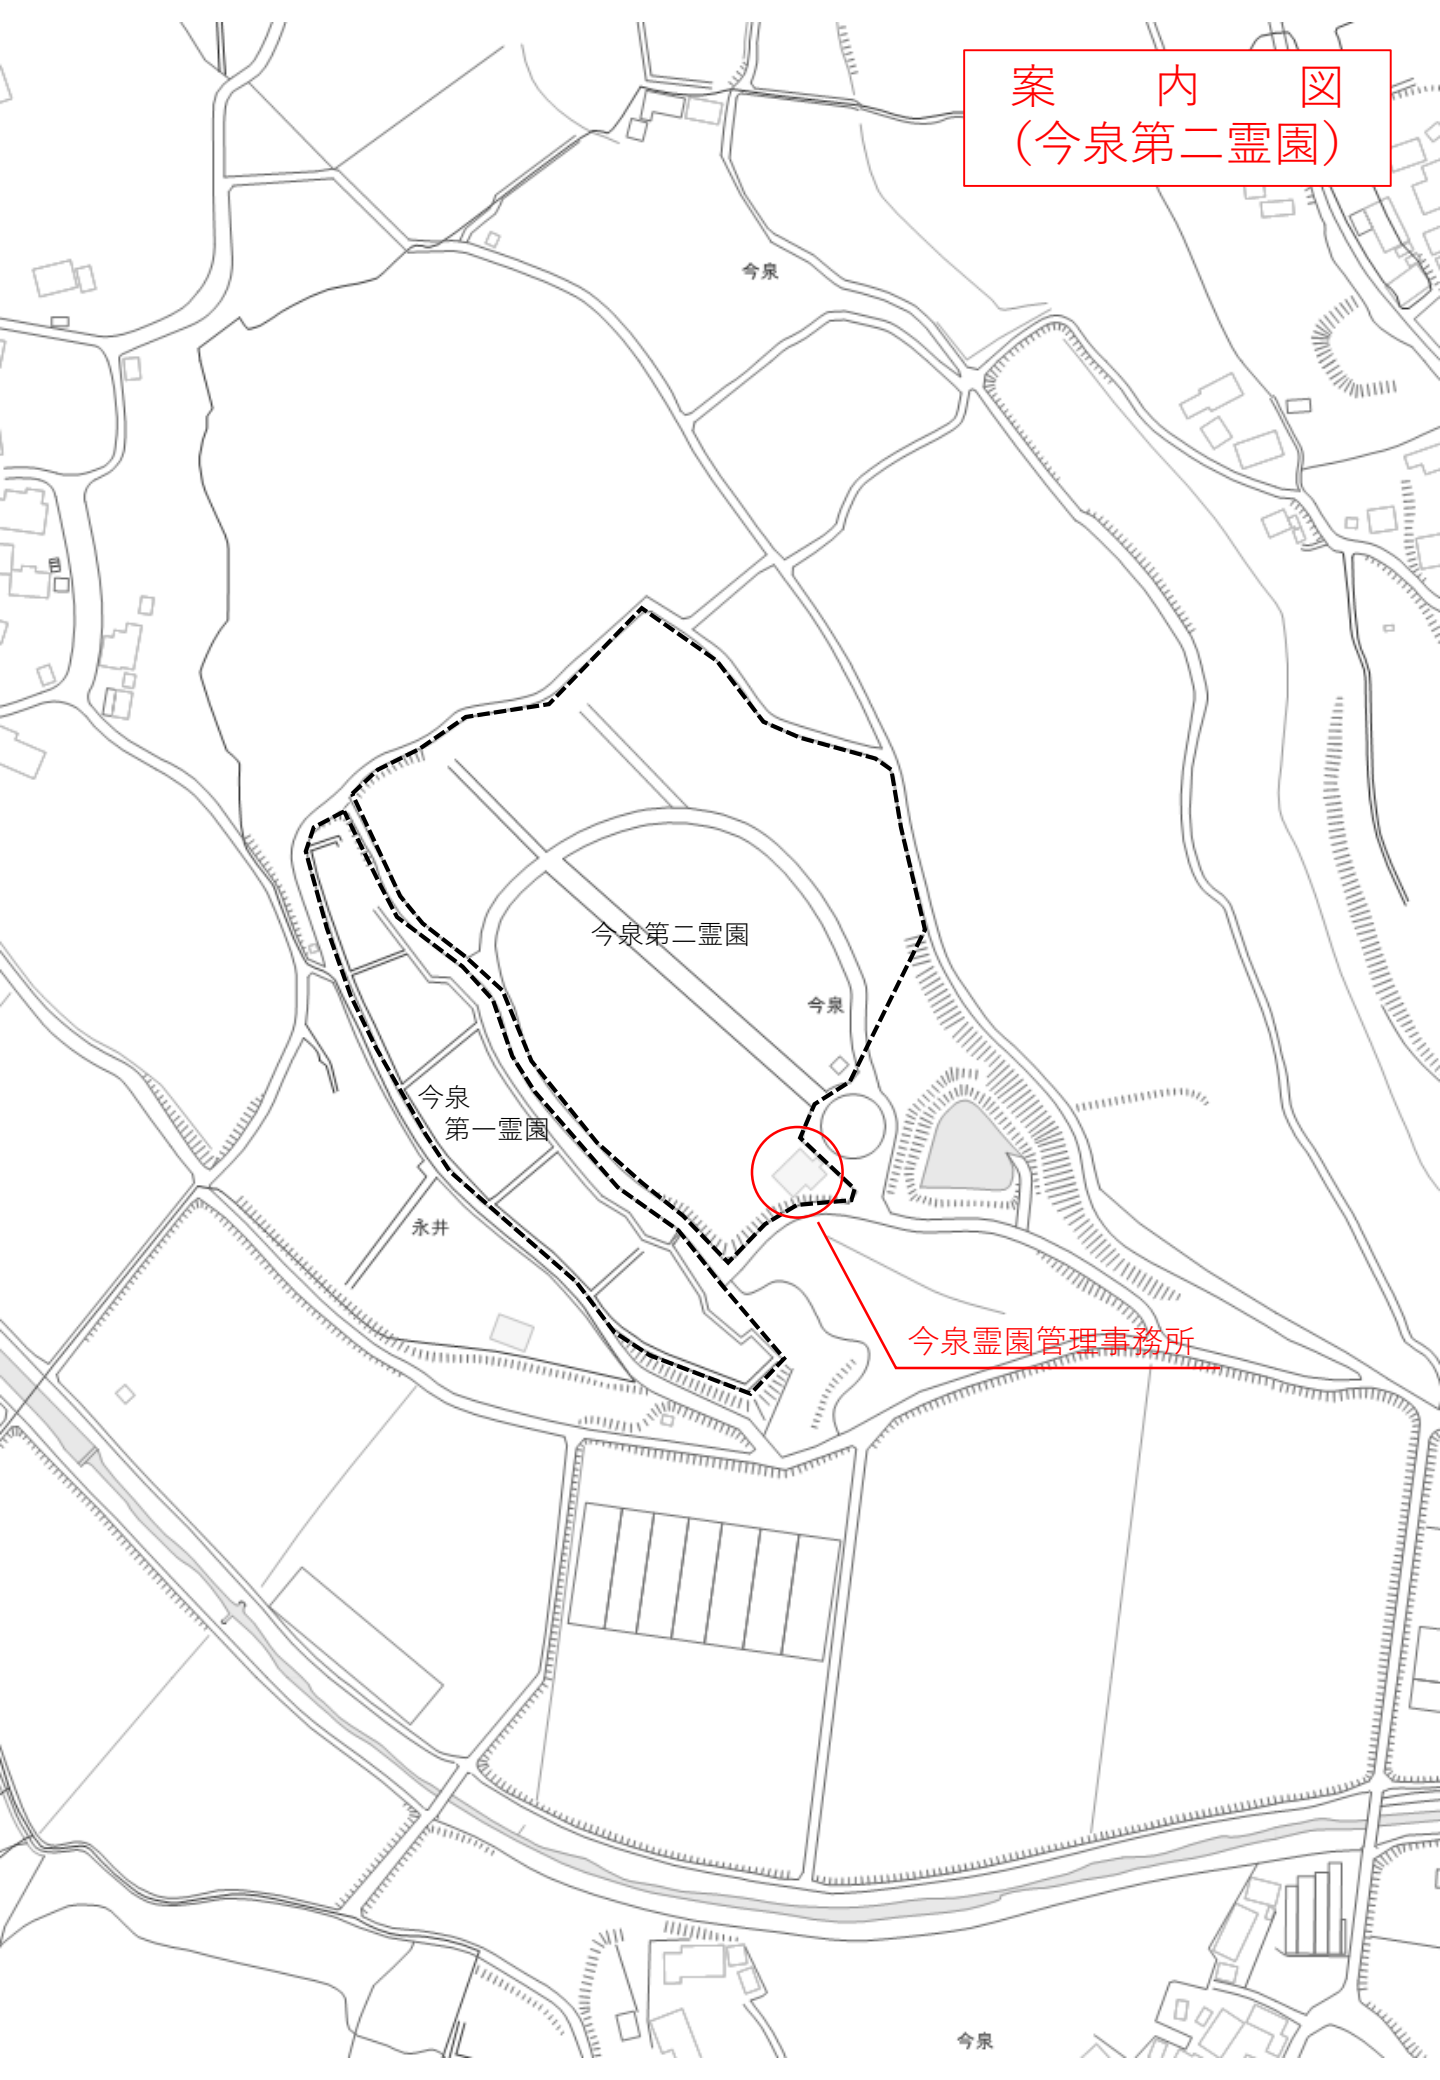 案　内　図
（今泉第二霊園）
今泉
今泉第二霊園
今泉
今泉
第一霊園
永井
今泉霊園管理事務所
今泉